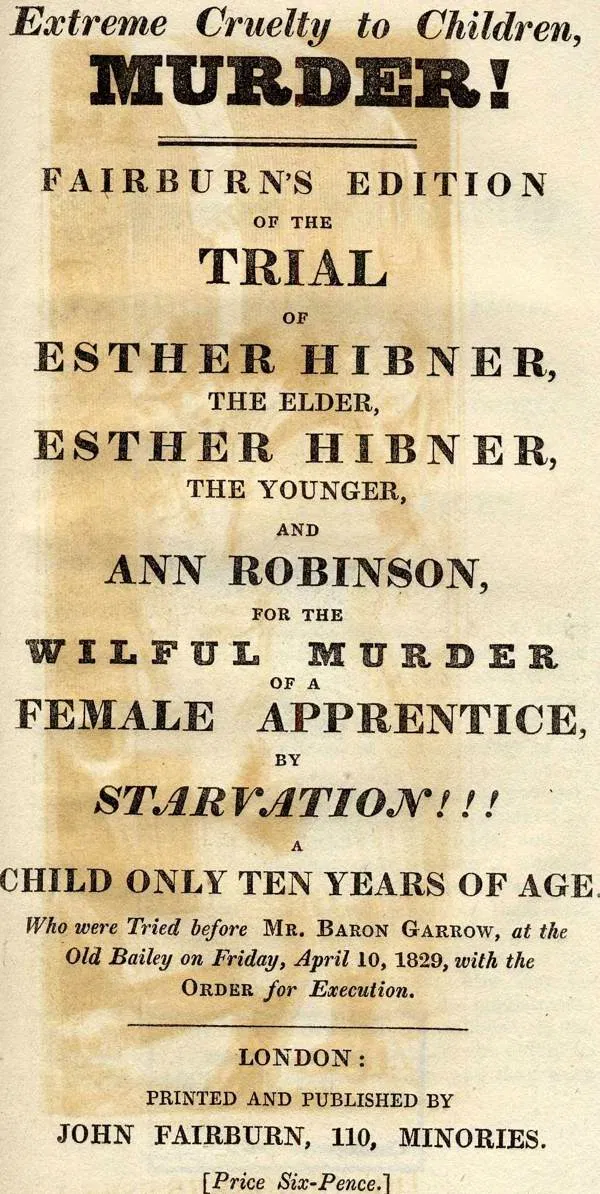 Extreme Cruelty to Children,
MURDER!
FAIRBURN'S EDITION
OF THE
TRIAL
OF
ESTHER HIBNER,
THE ELDER,
ESTHER HIBNER,
THE YOUNGER,
AND
ANN ROBINSON,
FOR THE
WILFUL MURDER
OF A
FEMALE APPRENTICE,
BY
STARVATION!!!
A
CHILD ONLY TEN YEARS OF AGE.
Who were Tried before MR. BARON GARROW, at the
Old Bailey on Friday, April 10, 1829, with the
ORDER for Execution.
LONDON:
PRINTED AND PUBLISHED BY
JOHN FAIRBURN, 110, MINORIES.
[Price Six-Pence.]